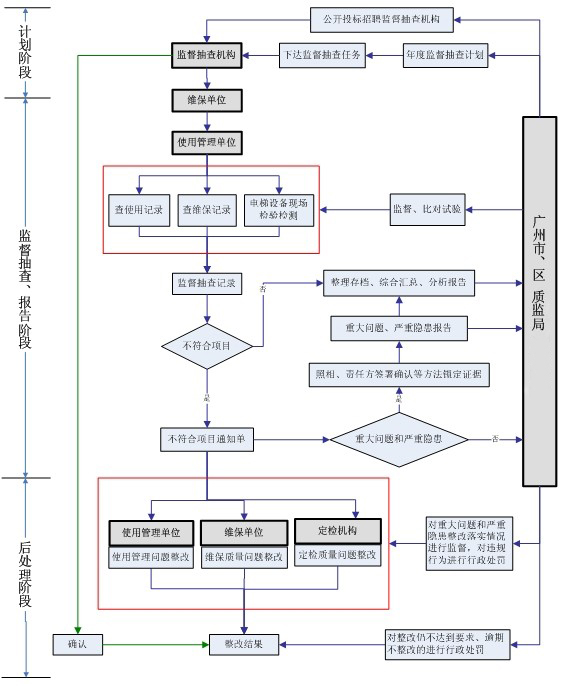 计划阶段
公开投标招聘监督抽查机构
监督抽查机构
下达监督抽查任务
年度监督抽查计划
维保单位
使用管理单位
监督抽查、报告阶段
查使用记录
查维保记录
电梯设备现场
检验检测
监督、比对试验
广州市、区 质监局
监督抽查记录
否
整理存档、综合汇总、分析报告
不符合项目
重大问题、严重隐患报告
照相、责任方签署确认等方法锁定证据
是
是
不符合项目通知单
重大问题和严重隐患
否
后处理阶段
使用管理单位
使用管理问题整改
维保单位
维保质量问题整改
定检机构
定检质量问题整改
对重大问题和严重
隐患整改落实情况
进行监督，对违规
行为进行行政处罚
确认
整改结果
对整改仍不达到要求、逾期
不整改的进行行政处罚